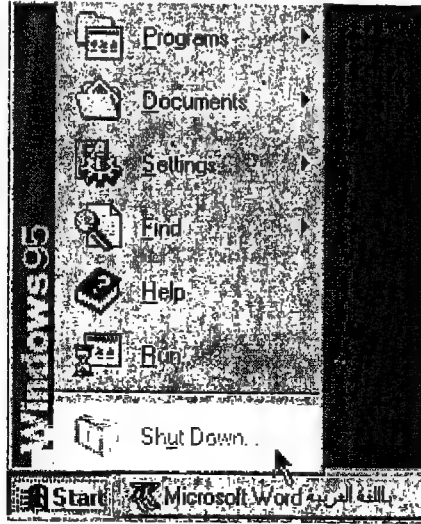 Programs
Documents
Settings
Find
Help
Run
Windows95
Shut Down...
Start Microsoft Word باللغة العربية